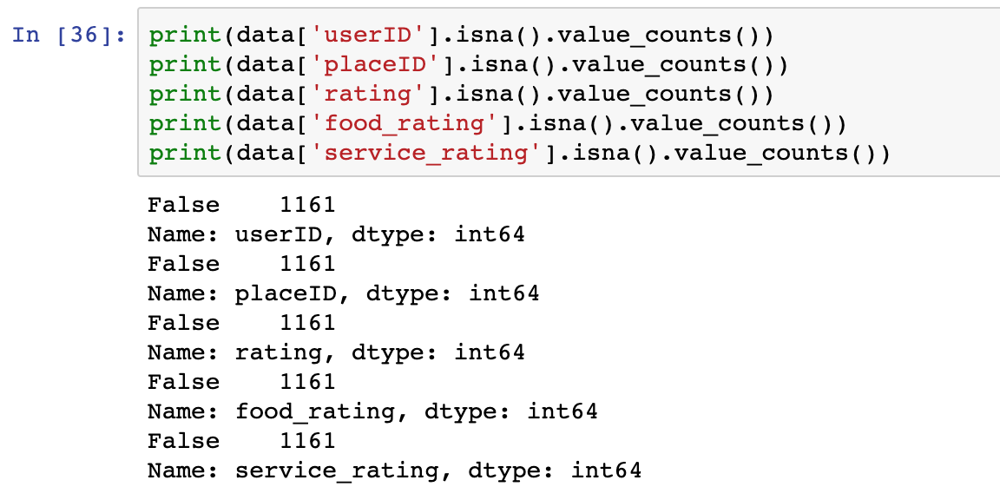 In [36]: print(data['userID'].isna().value_counts())
print(data['placeID'].isna().value_counts())
print(data['rating'].isna().value_counts())
print(data['food_rating'].isna().value_counts())
print(data['service_rating'].isna().value_counts())
False    1161
Name: userID, dtype: int64
False    1161
Name: placeID, dtype: int64
False    1161
Name: rating, dtype: int64
False    1161
Name: food_rating, dtype: int64
False    1161
Name: service_rating, dtype: int64